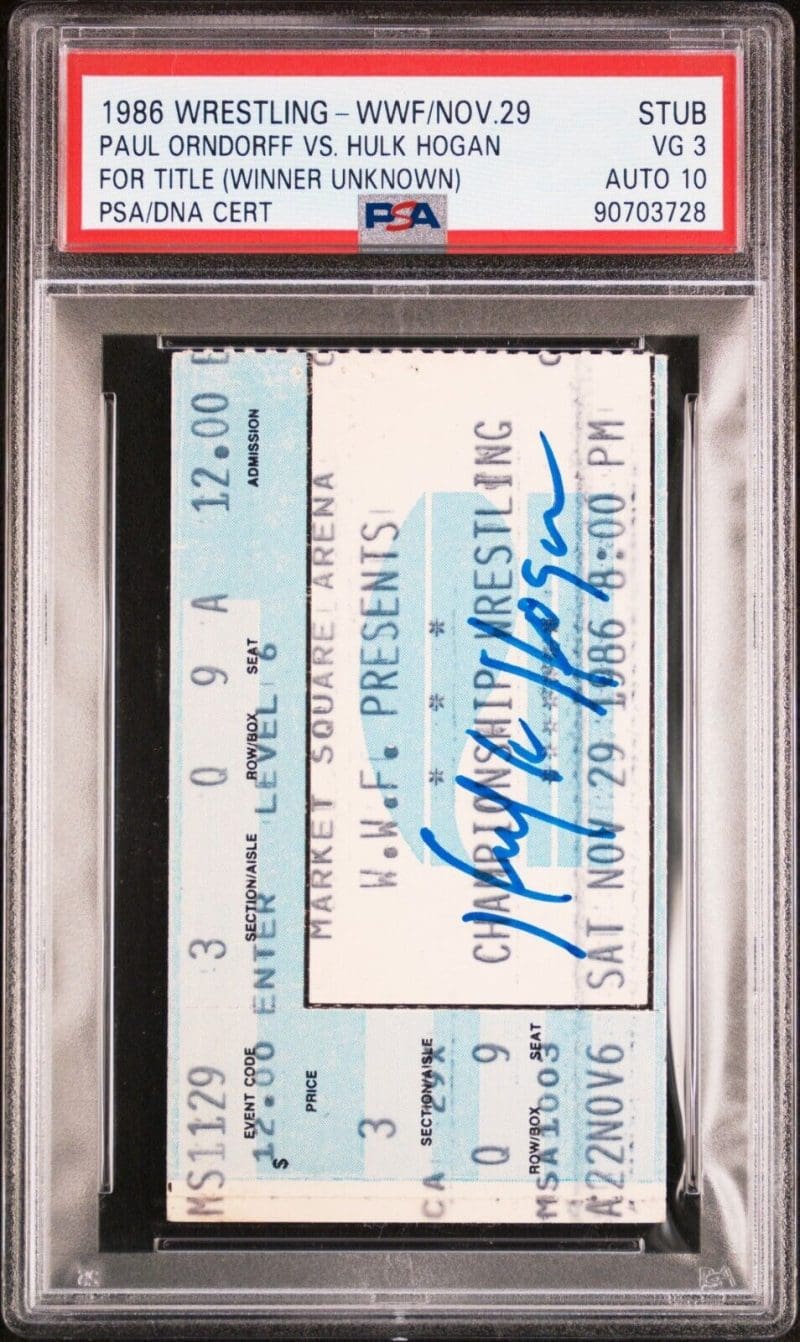 1986 WRESTLING - WWF/NOV.29 STUB
PAUL ORNDORFF VS. HULK HOGAN VG 3
FOR TITLE (WINNER UNKNOWN) AUTO 10
PSA/DNA CERT PSA 90703728
MS1129 3 Q 9 A 12.00 E
EVENT CODE SECTION/AISLE ROW/BOX SEAT ADMISSION
$ 12.00 ENTER LEVEL 6
PRICE
MARKET SQUARE ARENA
3
W.W.F. PRESENTS
SECTION/AISLE
CA 29X * * *
Q 9 CHAMPIONSHIP WRESTLING
Hulk Hogan
ROW/BOX SEAT
MSA1003
A22NOV6 SAT NOV 29 1986 8:00 PM